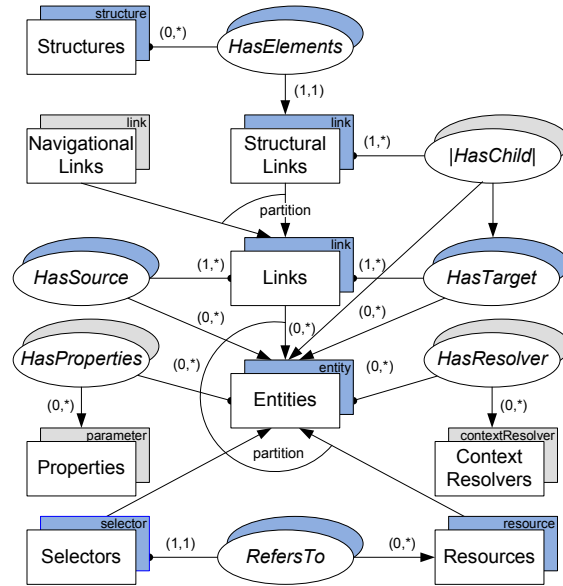 structure
Structures
(0,*)
HasElements
(1,1)
link
Navigational
Links
link
Structural
Links
(1,*)
|HasChild|
partition
HasSource
(1,*)
link
Links
(1,*)
HasTarget
(0,*)
(0,*)
(0,*)
HasProperties
(0,*)
entity
Entities
(0,*)
HasResolver
(0,*)
(0,*)
parameter
Properties
partition
contextResolver
Context
Resolvers
selector
Selectors
(1,1)
RefersTo
(0,*)
resource
Resources